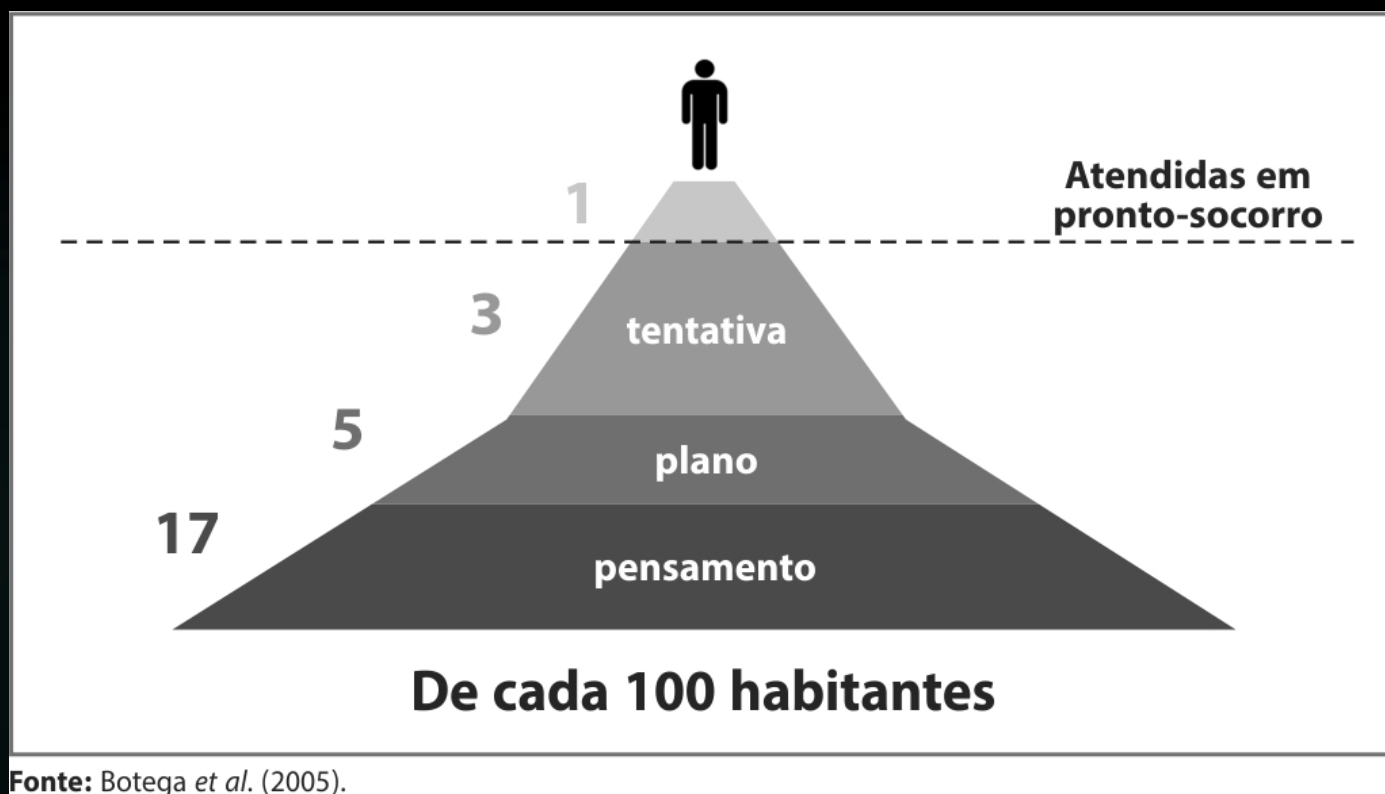 1
Atendidas em
pronto-socorro
3
tentativa
5
plano
17
pensamento
De cada 100 habitantes
Fonte: Botega et al. (2005).